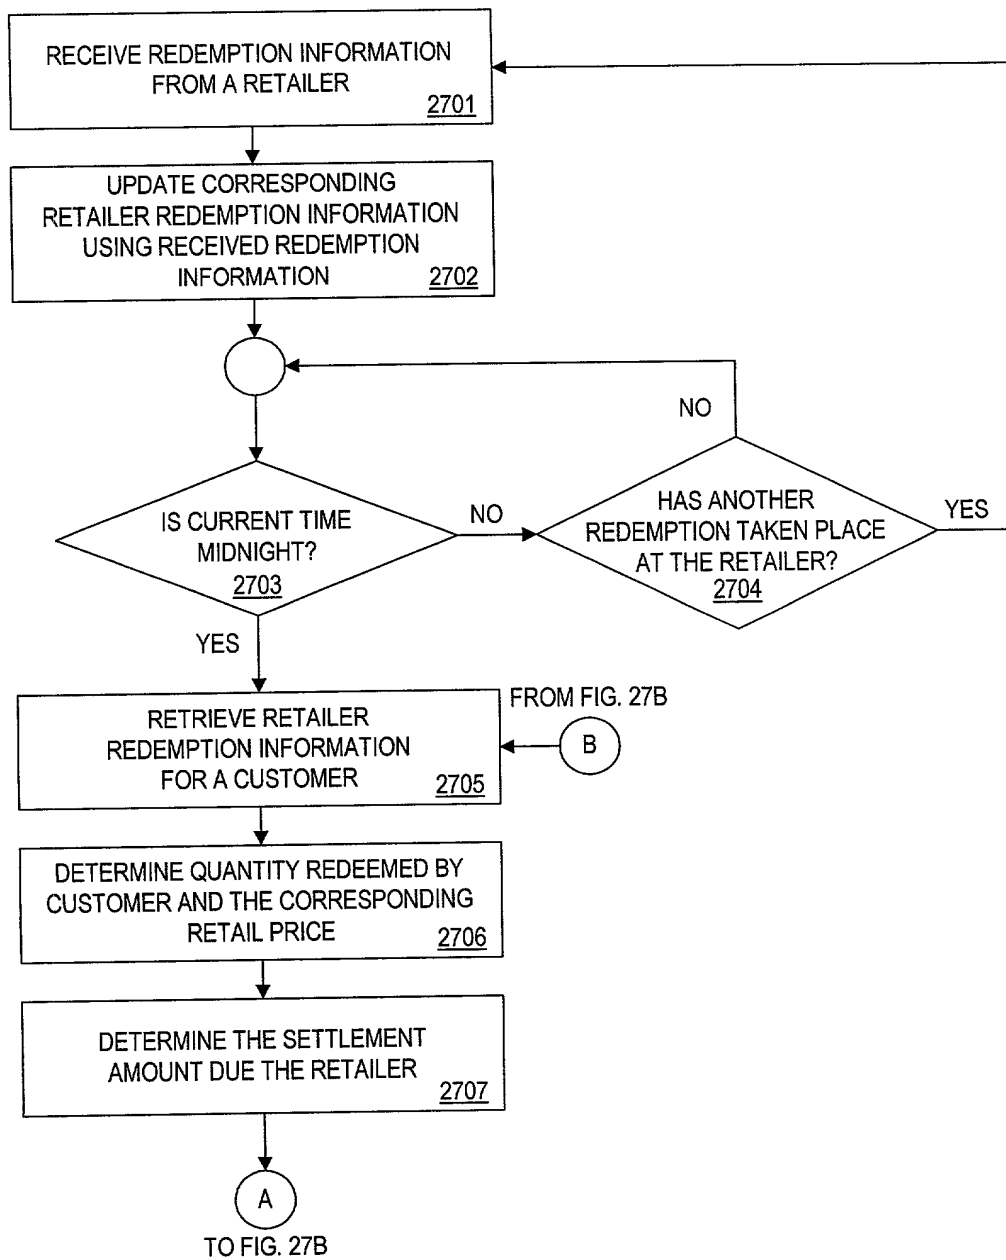 RECEIVE REDEMPTION INFORMATION
FROM A RETAILER
2701
UPDATE CORRESPONDING
RETAILER REDEMPTION INFORMATION
USING RECEIVED REDEMPTION
INFORMATION
2702
IS CURRENT TIME
MIDNIGHT?
2703
NO
YES
HAS ANOTHER
REDEMPTION TAKEN PLACE
AT THE RETAILER?
2704
NO
YES
RETRIEVE RETAILER
REDEMPTION INFORMATION
FOR A CUSTOMER
2705
FROM FIG. 27B
B
DETERMINE QUANTITY REDEEMED BY
CUSTOMER AND THE CORRESPONDING
RETAIL PRICE
2706
DETERMINE THE SETTLEMENT
AMOUNT DUE THE RETAILER
2707
A
TO FIG. 27B